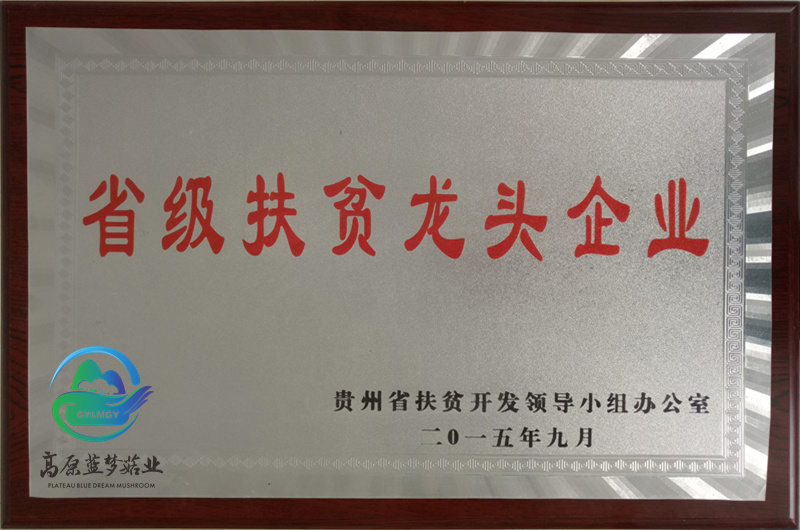 省级扶贫龙头企业
贵州省扶贫开发领导小组办公室
二0一五年九月
GYLMGY
高原蓝梦菇业
PLATEAU BLUE DREAM MUSHROOM